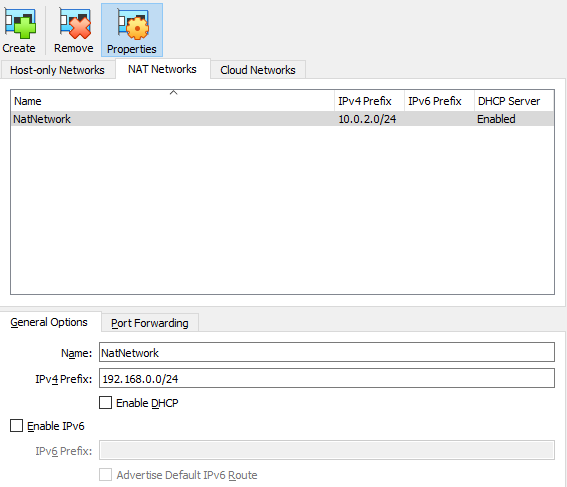 Create Remove Properties
Host-only Networks NAT Networks Cloud Networks
Name IPv4 Prefix IPv6 Prefix DHCP Server
NatNetwork 10.0.2.0/24 Enabled
General Options Port Forwarding
Name: NatNetwork
IPv4 Prefix: 192.168.0.0/24
Enable DHCP
Enable IPv6
IPv6 Prefix:
Advertise Default IPv6 Route